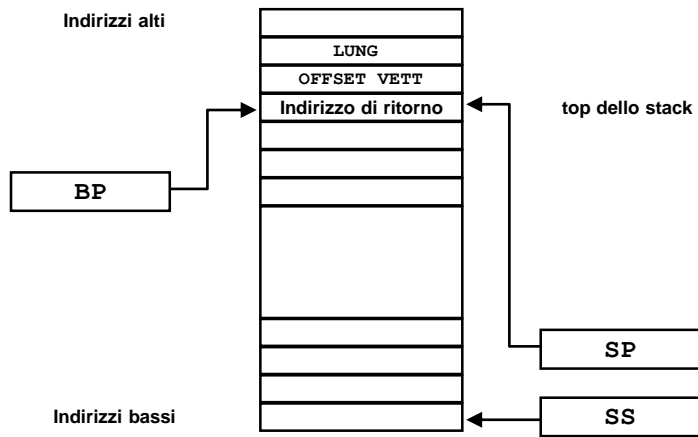 Indirizzi alti
LUNG
OFFSET VETT
Indirizzo di ritorno
top dello stack
BP
SP
Indirizzi bassi
SS